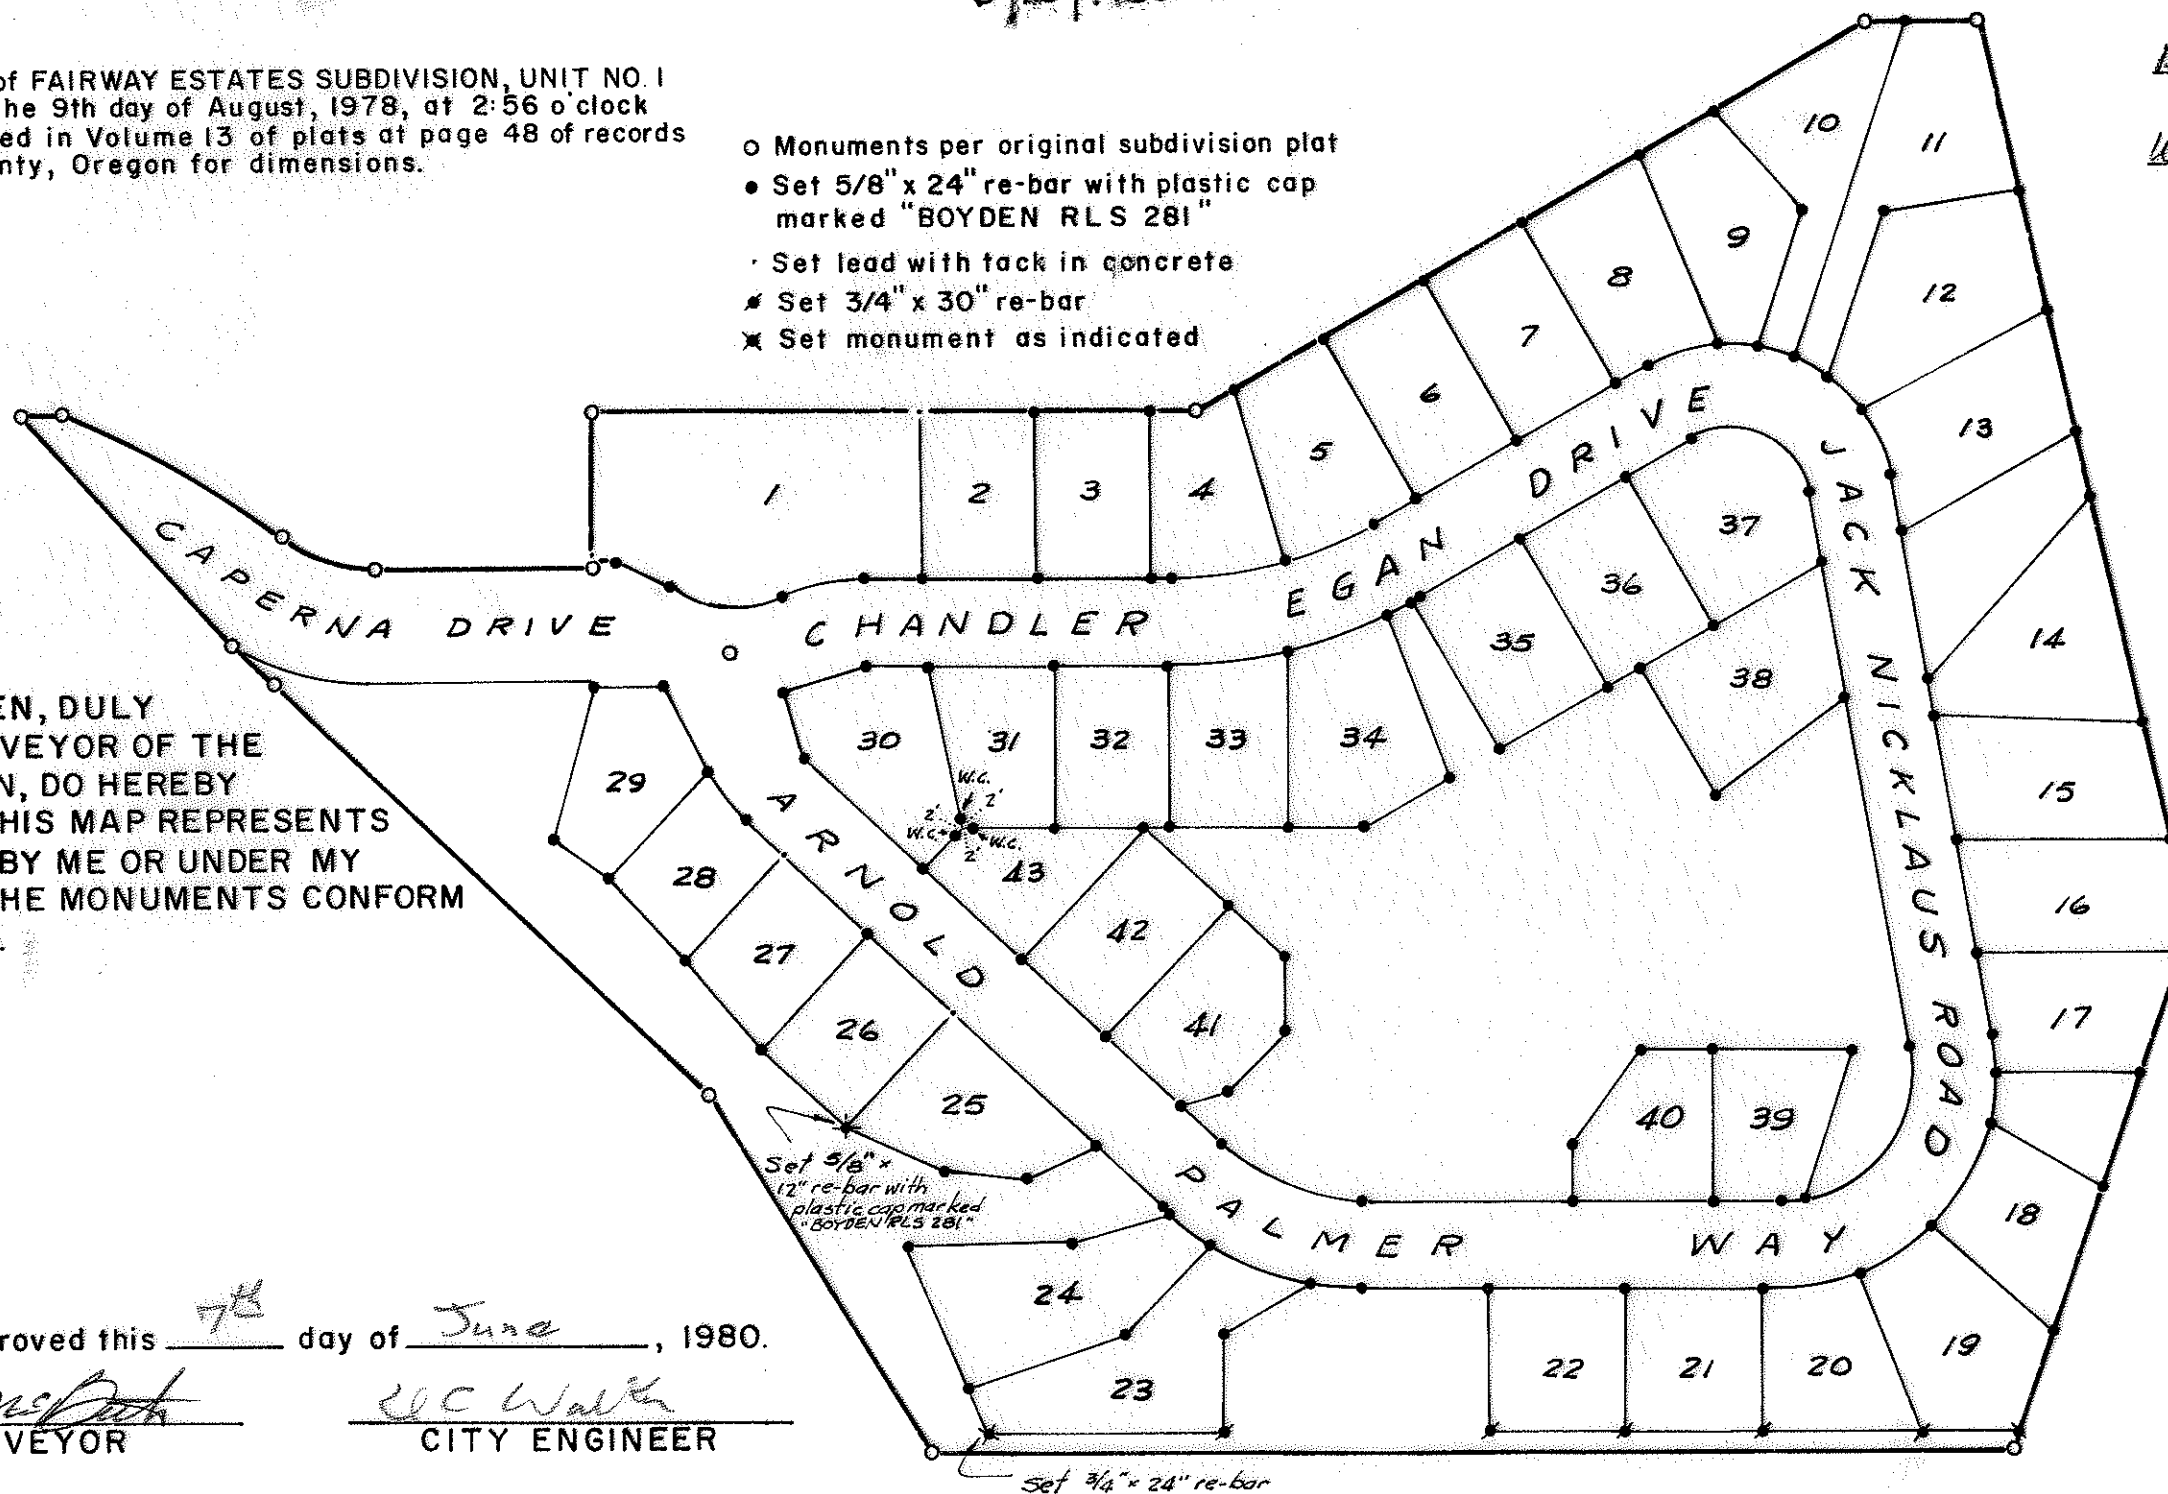 of FAIRWAY ESTATES SUBDIVISION, UNIT NO. 1
he 9th day of August, 1978, at 2:56 o'clock
ed in Volume 13 of plats at page 48 of records
nty, Oregon for dimensions.
o Monuments per original subdivision plat
• Set 5/8" x 24" re-bar with plastic cap
marked "BOYDEN RLS 281"
· Set lead with tack in concrete
Set 3/4" x 30" re-bar
Set monument as indicated
10
11
9
8
12
7
6
13
5
1
2
3
4
37
36
35
14
38
CAPERNA DRIVE
CHANDLER EGAN DRIVE
JACK NICKLAUS ROAD
EN, DULY
VEYOR OF THE
N, DO HEREBY
HIS MAP REPRESENTS
BY ME OR UNDER MY
HE MONUMENTS CONFORM
30
31
32
33
34
29
W.C.
2'
2'
W.C.
W.C.
2'
15
28
43
16
42
27
26
41
17
ARNOLD PALMER WAY
25
40
39
Set 5/8" x
12" re-bar with
plastic cap marked
"BOYDEN RLS 281"
18
24
19
23
22
21
20
roved this 7th day of June, 1980.
VEYOR
CITY ENGINEER
Set 3/4" x 24" re-bar